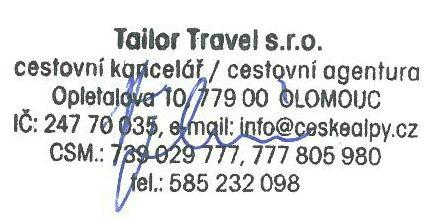 Tailor Travel s.r.o.
cestovní kancelář / cestovní agentura
Opletalova 10, 779 00 OLOMOUC
IČ: 247 70 035, e-mail: info@ceskealpy.cz
CSM.: 739 029 777, 777 805 980
tel.: 585 232 098